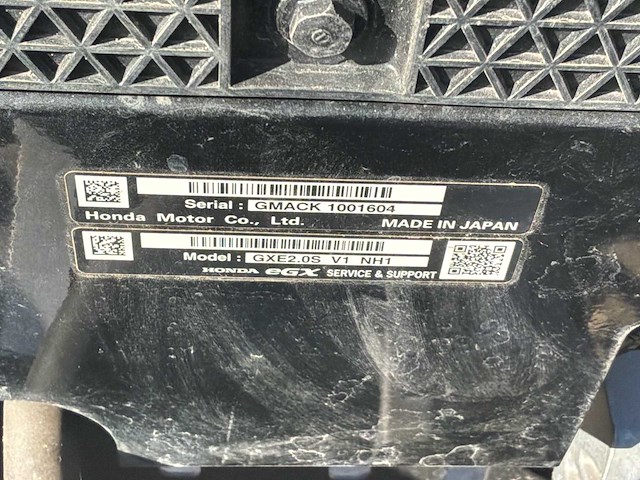 Serial : GMACK 1001604
Honda Motor Co., Ltd. MADE IN JAPAN
Model : GXE2.0S V1 NH1
HONDA eGX SERVICE & SUPPORT